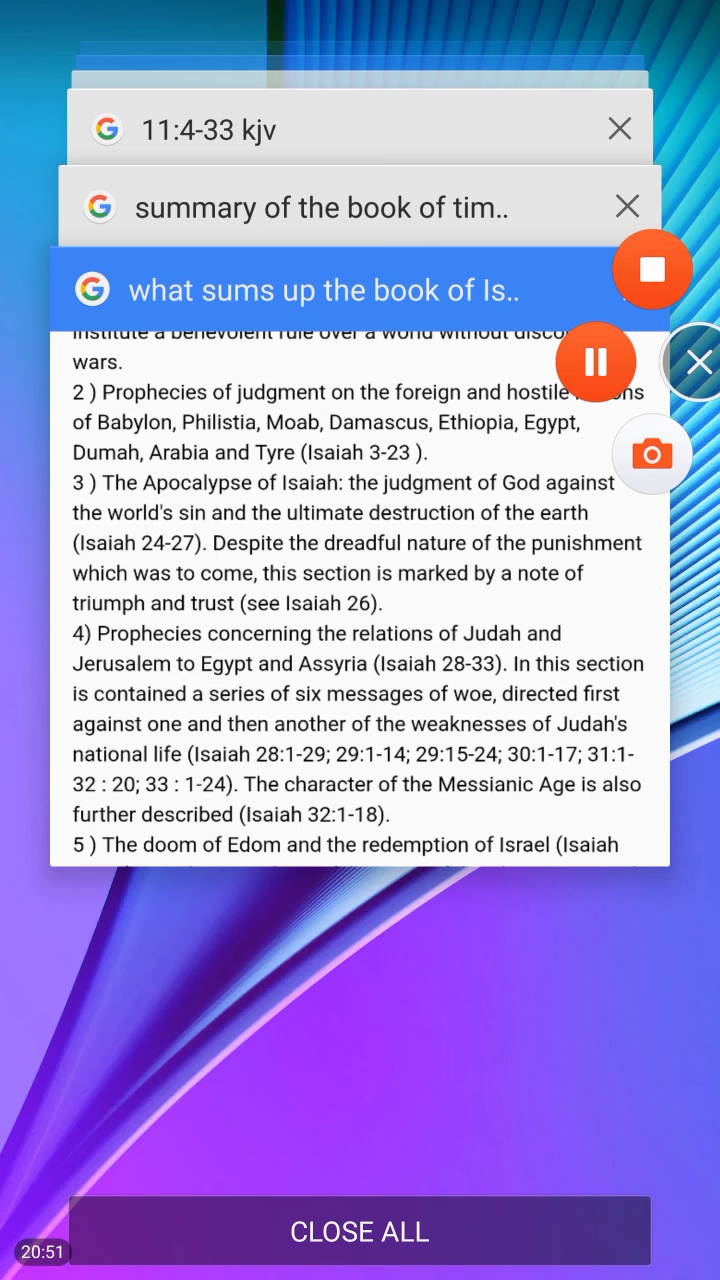 11:4-33 kjv
summary of the book of tim..
what sums up the book of Is..
institute a benevolent rule over a world without
wars.
2 ) Prophecies of judgment on the foreign and hostile
of Babylon, Philistia, Moab, Damascus, Ethiopia, Egypt,
Dumah, Arabia and Tyre (Isaiah 3-23 ).
3 ) The Apocalypse of Isaiah: the judgment of God against
the world's sin and the ultimate destruction of the earth
(Isaiah 24-27). Despite the dreadful nature of the punishment
which was to come, this section is marked by a note of
triumph and trust (see Isaiah 26).
4) Prophecies concerning the relations of Judah and
Jerusalem to Egypt and Assyria (Isaiah 28-33). In this section
is contained a series of six messages of woe, directed first
against one and then another of the weaknesses of Judah's
national life (Isaiah 28:1-29; 29:1-14; 29:15-24; 30:1-17; 31:1-
32 : 20; 33 : 1-24). The character of the Messianic Age is also
further described (Isaiah 32:1-18).
5 ) The doom of Edom and the redemption of Israel (Isaiah
CLOSE ALL
20:51